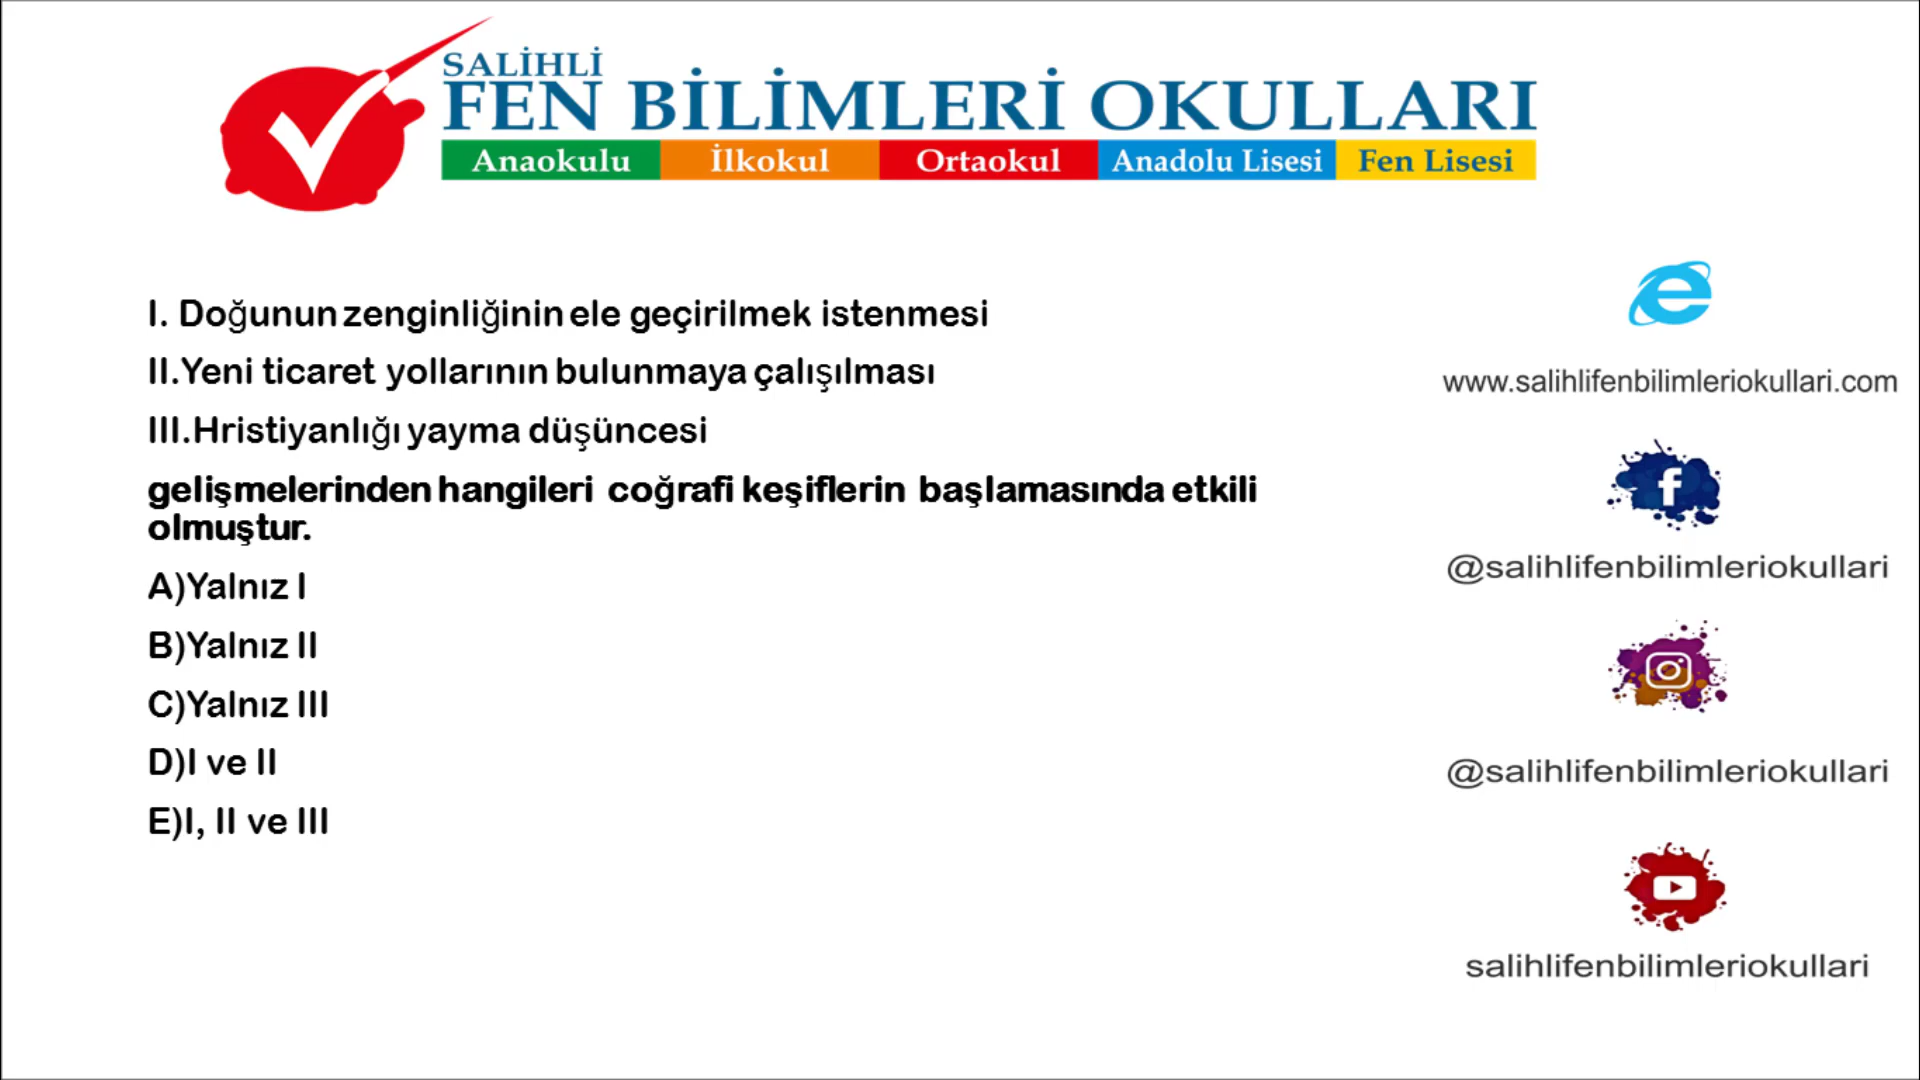 SALİHLİ
FEN BİLİMLERİ OKULLARI
Anaokulu İlkokul Ortaokul Anadolu Lisesi Fen Lisesi
I. Doğunun zenginliğinin ele geçirilmek istenmesi
II.Yeni ticaret yollarının bulunmaya çalışılması
III.Hristiyanlığı yayma düşüncesi
gelişmelerinden hangileri coğrafi keşiflerin başlamasında etkili
olmuştur.
A)Yalnız I
B)Yalnız II
C)Yalnız III
D)I ve II
E)I, II ve III
www.salihlifenbilimleriokullari.com
@salihlifenbilimleriokullari
@salihlifenbilimleriokullari
salihlifenbilimleriokullari